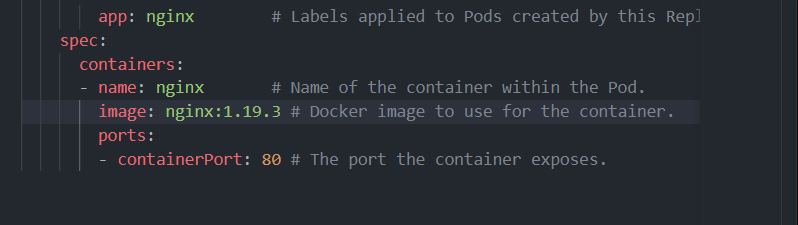 app: nginx        # Labels applied to Pods created by this Repl
spec:
containers:
- name: nginx       # Name of the container within the Pod.
image: nginx:1.19.3 # Docker image to use for the container.
ports:
- containerPort: 80 # The port the container exposes.